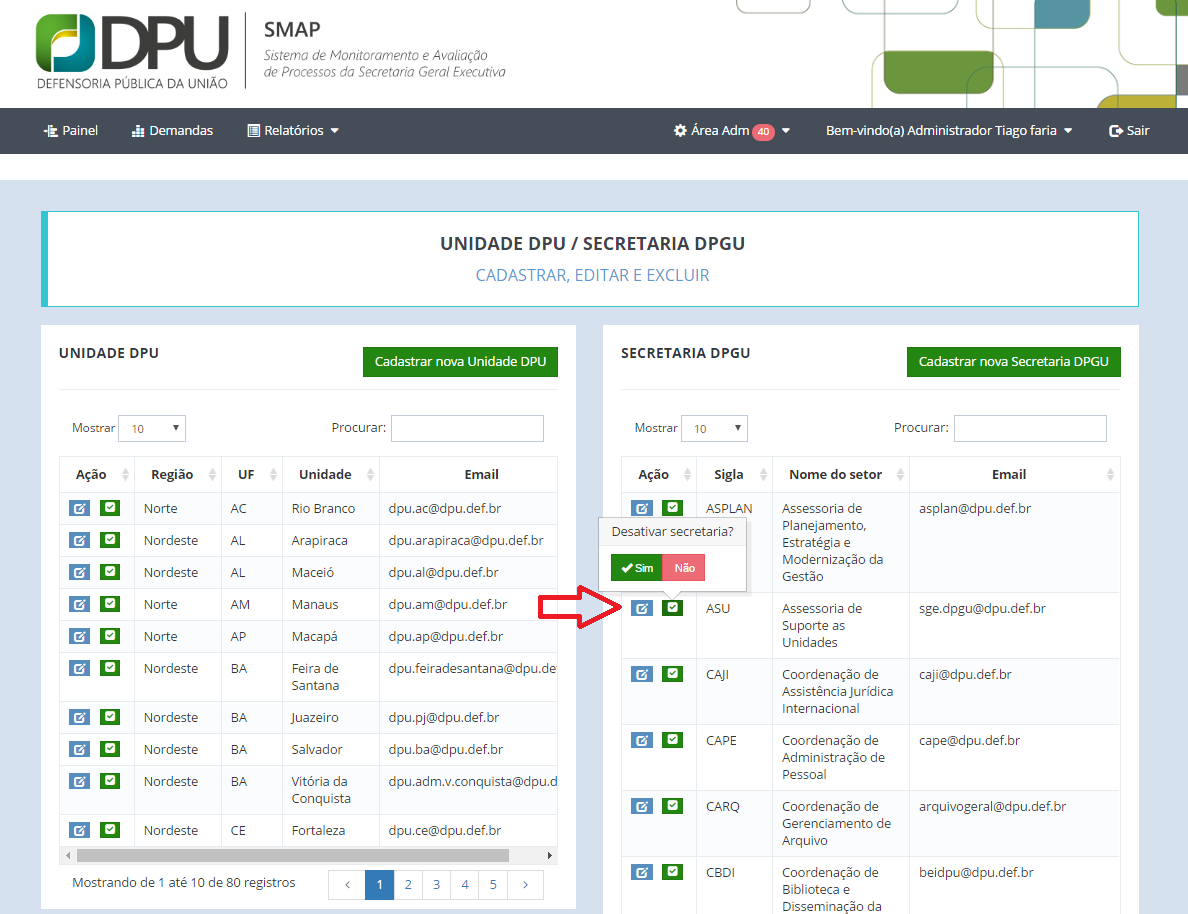 DPU
DEFENSORIA PÚBLICA DA UNIÃO
SMAP
Sistema de Monitoramento e Avaliação
de Processos da Secretaria Geral Executiva
Painel
Demandas
Relatórios
Área Adm 40
Bem-vindo(a) Administrador Tiago faria
Sair
UNIDADE DPU / SECRETARIA DPGU
CADASTRAR, EDITAR E EXCLUIR
UNIDADE DPU
Cadastrar nova Unidade DPU
Mostrar 10
Procurar:
Ação Região UF Unidade Email
Norte AC Rio Branco dpu.ac@dpu.def.br
Nordeste AL Arapiraca dpu.arapiraca@dpu.def.br
Nordeste AL Maceió dpu.al@dpu.def.br
Norte AM Manaus dpu.am@dpu.def.br
Norte AP Macapá dpu.ap@dpu.def.br
Nordeste BA Feira de dpu.feiradesantana@dpu.de
Santana
Nordeste BA Juazeiro dpu.pj@dpu.def.br
Nordeste BA Salvador dpu.ba@dpu.def.br
Nordeste BA Vitória da dpu.adm.v.conquista@dpu.d
Conquista
Nordeste CE Fortaleza dpu.ce@dpu.def.br
Mostrando de 1 até 10 de 80 registros
‹ 1 2 3 4 5 ›
SECRETARIA DPGU
Cadastrar nova Secretaria DPGU
Mostrar 10
Procurar:
Ação Sigla Nome do setor Email
ASPLAN Assessoria de asplan@dpu.def.br
Planejamento,
Estratégia e
Modernização da
Gestão
Desativar secretaria?
Sim Não
ASU Assessoria de sge.dpgu@dpu.def.br
Suporte as
Unidades
CAJI Coordenação de caji@dpu.def.br
Assistência Jurídica
Internacional
CAPE Coordenação de cape@dpu.def.br
Administração de
Pessoal
CARQ Coordenação de arquivogeral@dpu.def.br
Gerenciamento de
Arquivo
CBDI Coordenação de beidpu@dpu.def.br
Biblioteca e
Disseminação da